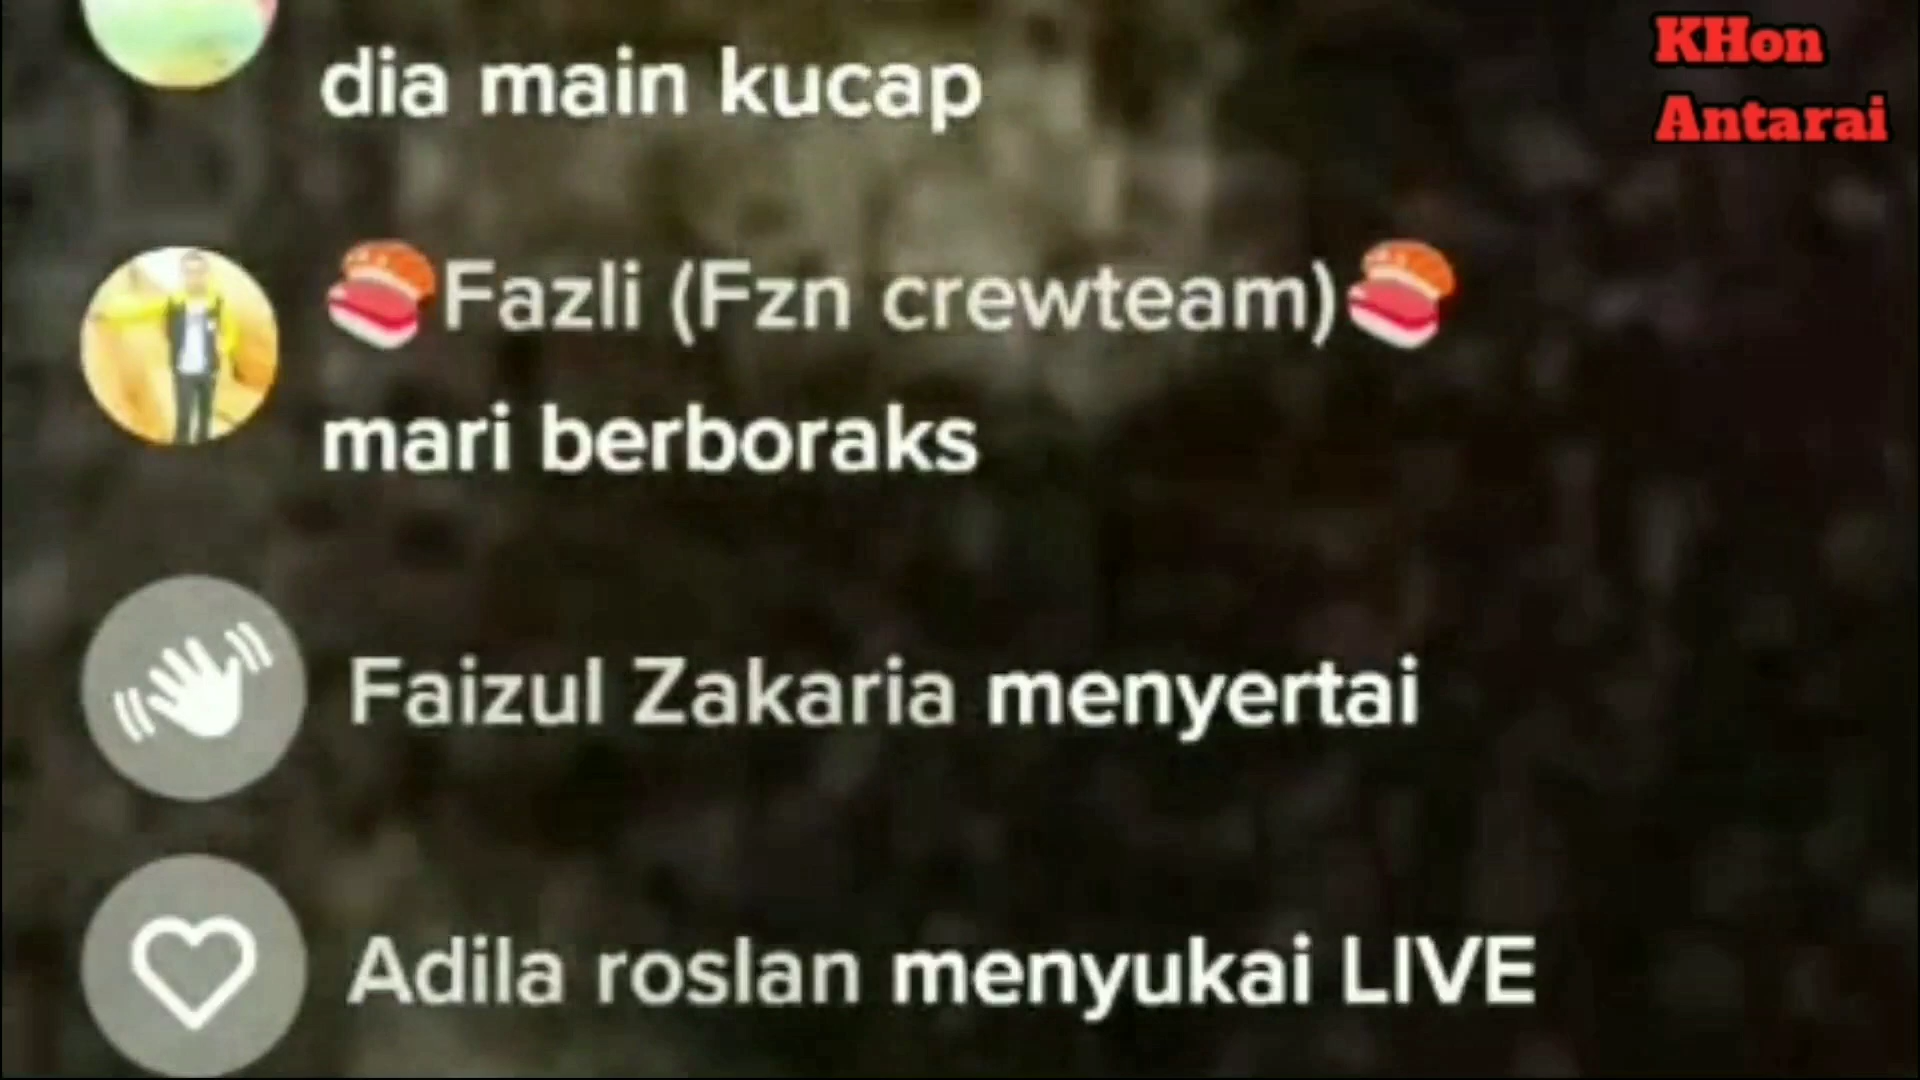 dia main kucap
KHon
Antarai
Fazli (Fzn crewteam)
mari berboraks
Faizul Zakaria menyertai
Adila roslan menyukai LIVE